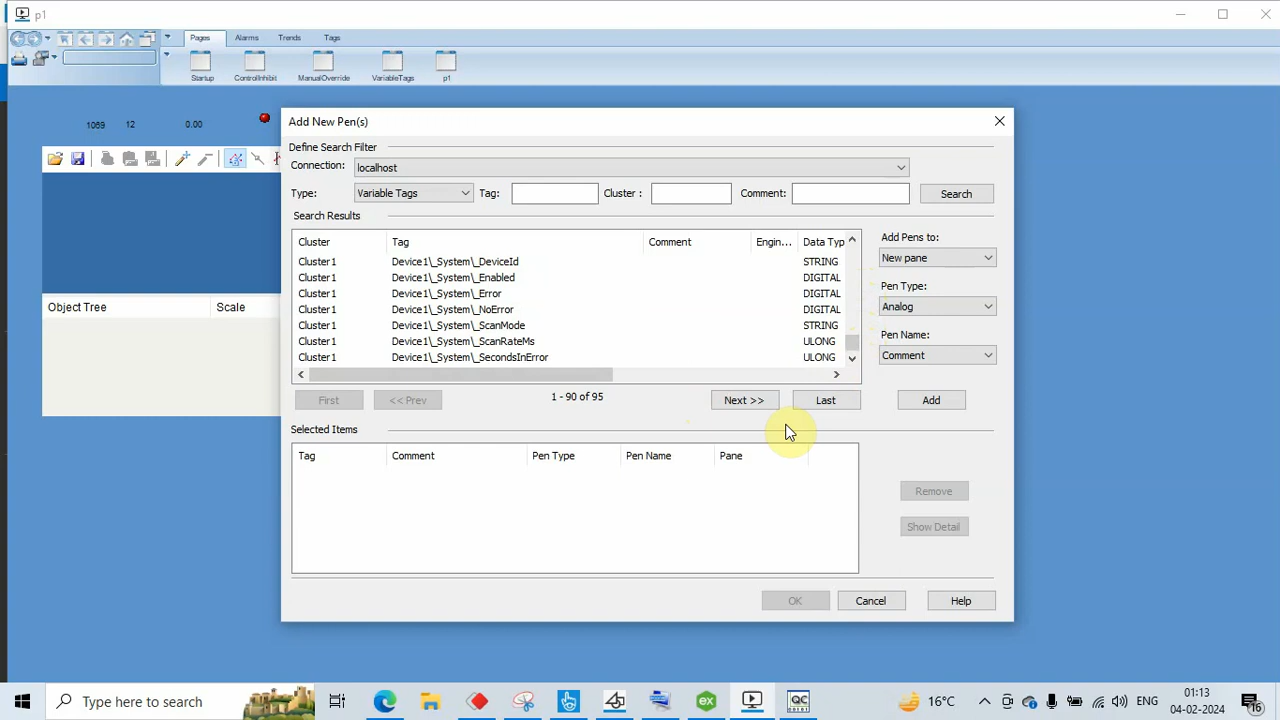 p1
Pages Alarms Trends Tags
Startup ControlInhibit ManualOverride VariableTags p1
1069 12 0.00
Add New Pen(s)
Define Search Filter
Connection: localhost
Type: Variable Tags Tag: Cluster : Comment: Search
Search Results
Cluster Tag Comment Engin... Data Typ
Cluster1 Device1\_System\_DeviceId STRING
Cluster1 Device1\_System\_Enabled DIGITAL
Cluster1 Device1\_System\_Error DIGITAL
Cluster1 Device1\_System\_NoError DIGITAL
Cluster1 Device1\_System\_ScanMode STRING
Cluster1 Device1\_System\_ScanRateMs ULONG
Cluster1 Device1\_System\_SecondsInError ULONG
Add Pens to:
New pane
Pen Type:
Analog
Pen Name:
Comment
Object Tree Scale
First << Prev 1 - 90 of 95 Next >> Last Add
Selected Items
Tag Comment Pen Type Pen Name Pane
Remove
Show Detail
OK Cancel Help
Type here to search
QC
16°C
ENG
01:13
04-02-2024
16